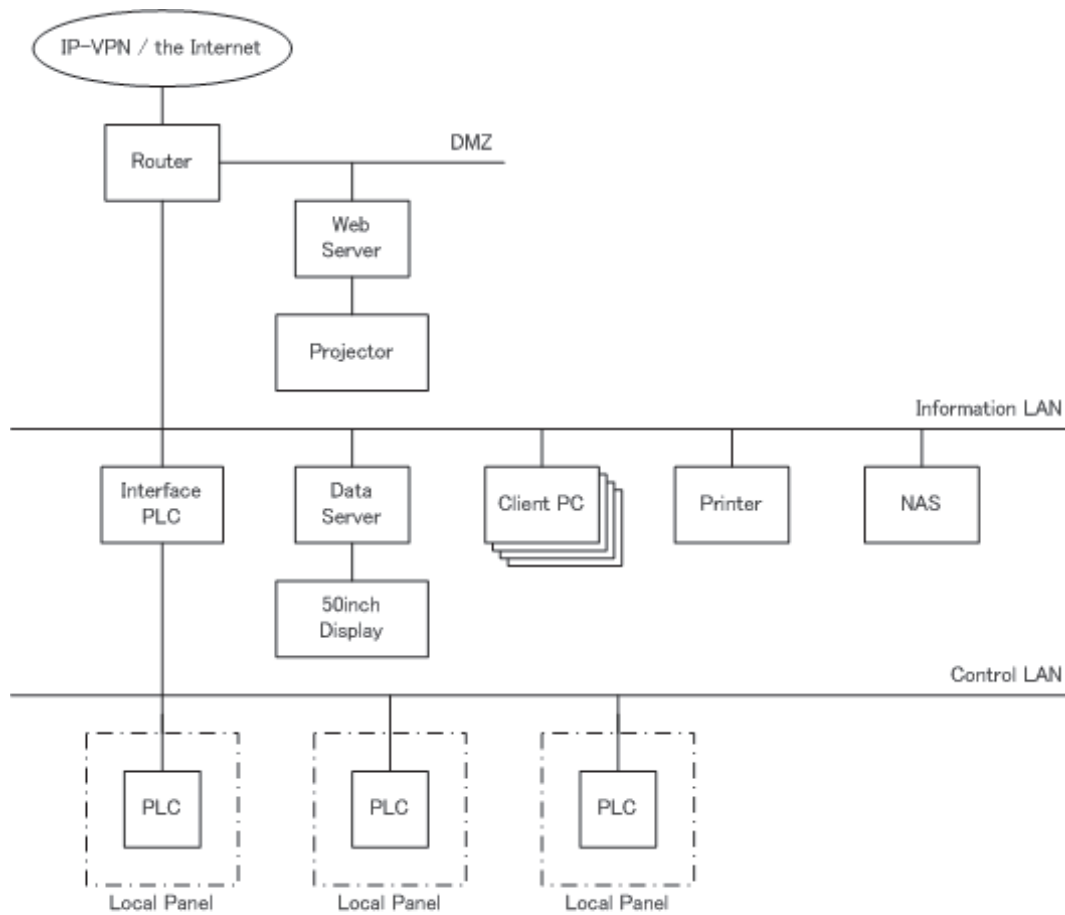 IP-VPN / the Internet
Router
DMZ
Web
Server
Projector
Information LAN
Interface
PLC
Data
Server
Client PC
Printer
NAS
50inch
Display
Control LAN
PLC
PLC
PLC
Local Panel
Local Panel
Local Panel